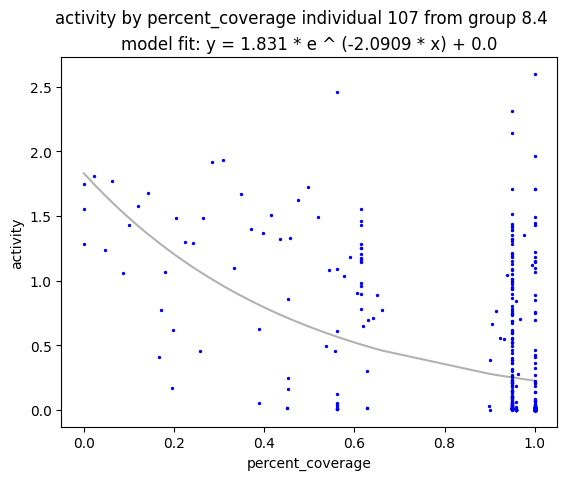 activity by percent_coverage individual 107 from group 8.4
model fit: y = 1.831 * e ^ (-2.0909 * x) + 0.0
2.5
2.0
1.5
1.0
0.5
0.0
activity
0.0 0.2 0.4 0.6 0.8 1.0
percent_coverage